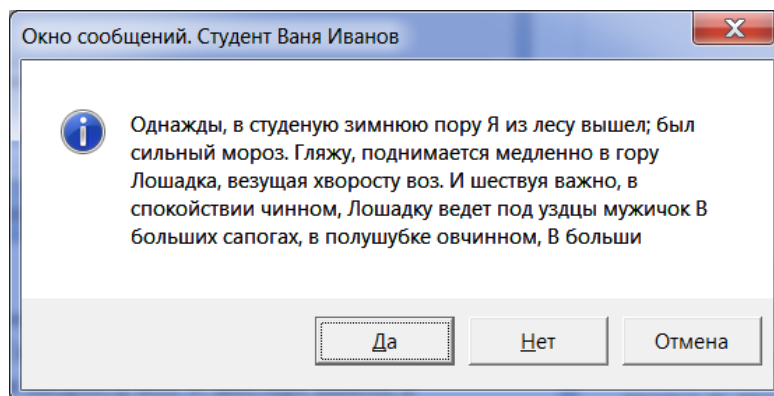 Окно сообщений. Студент Ваня Иванов
Однажды, в студеную зимнюю пору Я из лесу вышел; был
сильный мороз. Гляжу, поднимается медленно в гору
Лошадка, везущая хворосту воз. И шествуя важно, в
спокойствии чинном, Лошадку ведет под уздцы мужичок В
больших сапогах, в полушубке овчинном, В больши
Да Нет Отмена